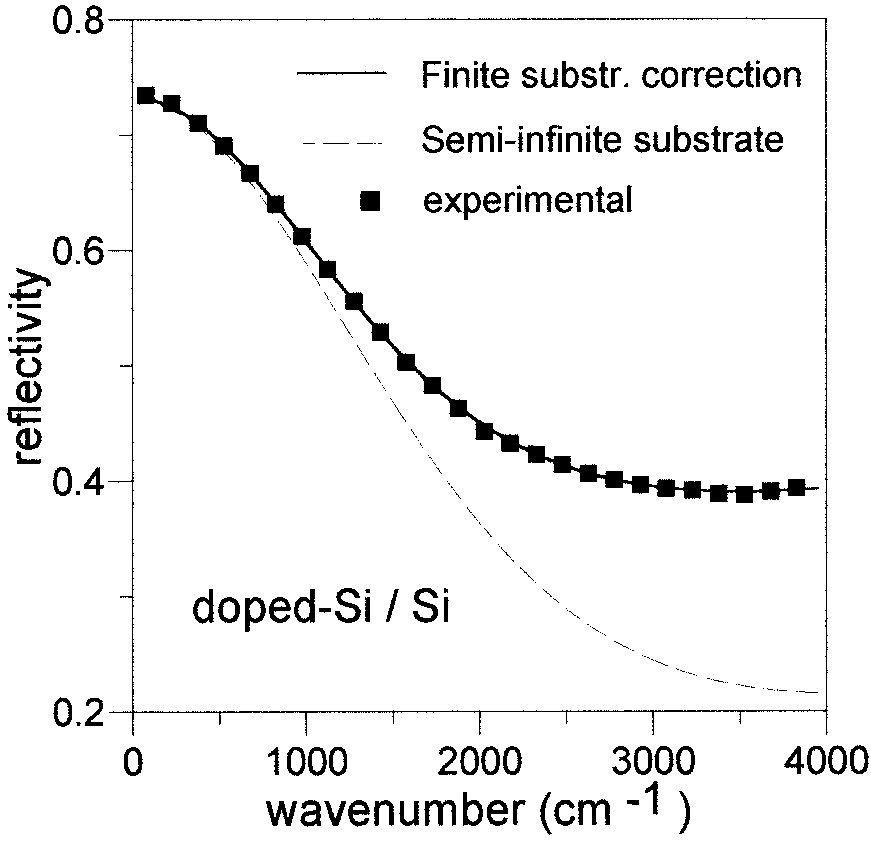 0.8
Finite substr. correction
Semi-infinite substrate
experimental
0.6
reflectivity
0.4
doped-Si / Si
0.2
0 1000 2000 3000 4000
wavenumber (cm -1 )